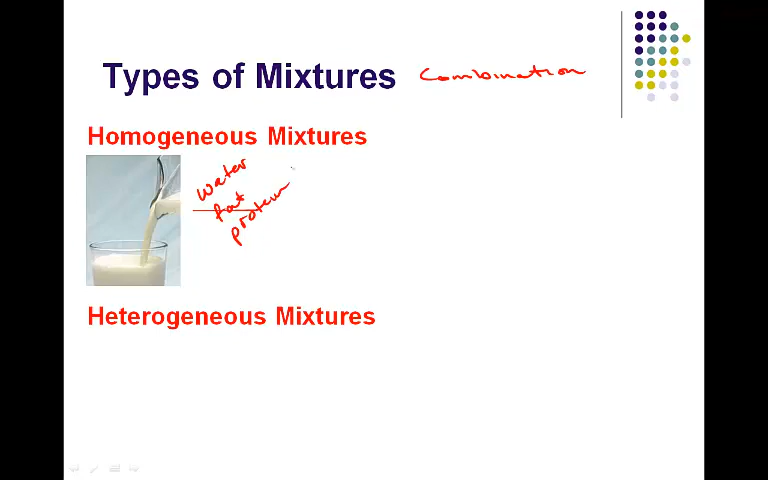 Types of Mixtures combination
Homogeneous Mixtures
water
fat
protein
Heterogeneous Mixtures